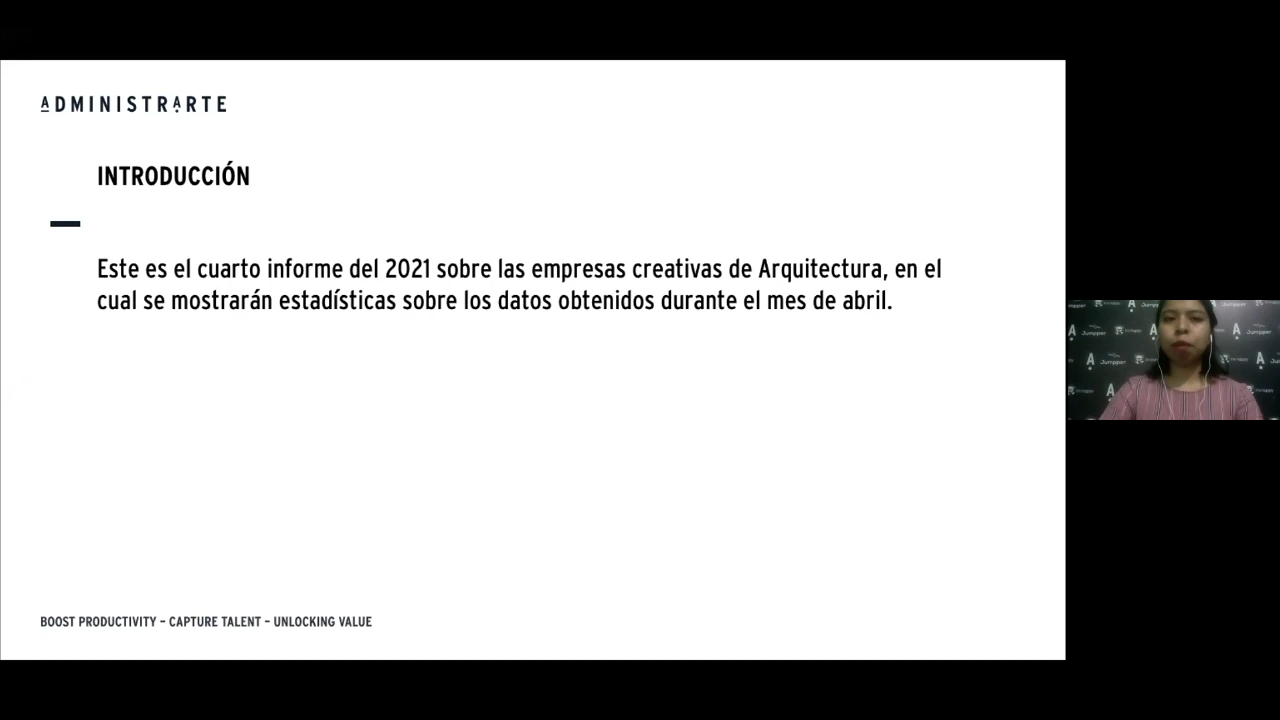 ADMINISTRARTE
INTRODUCCIÓN
Este es el cuarto informe del 2021 sobre las empresas creativas de Arquitectura, en el
cual se mostrarán estadísticas sobre los datos obtenidos durante el mes de abril.
Jumpper
BOOST PRODUCTIVITY – CAPTURE TALENT – UNLOCKING VALUE